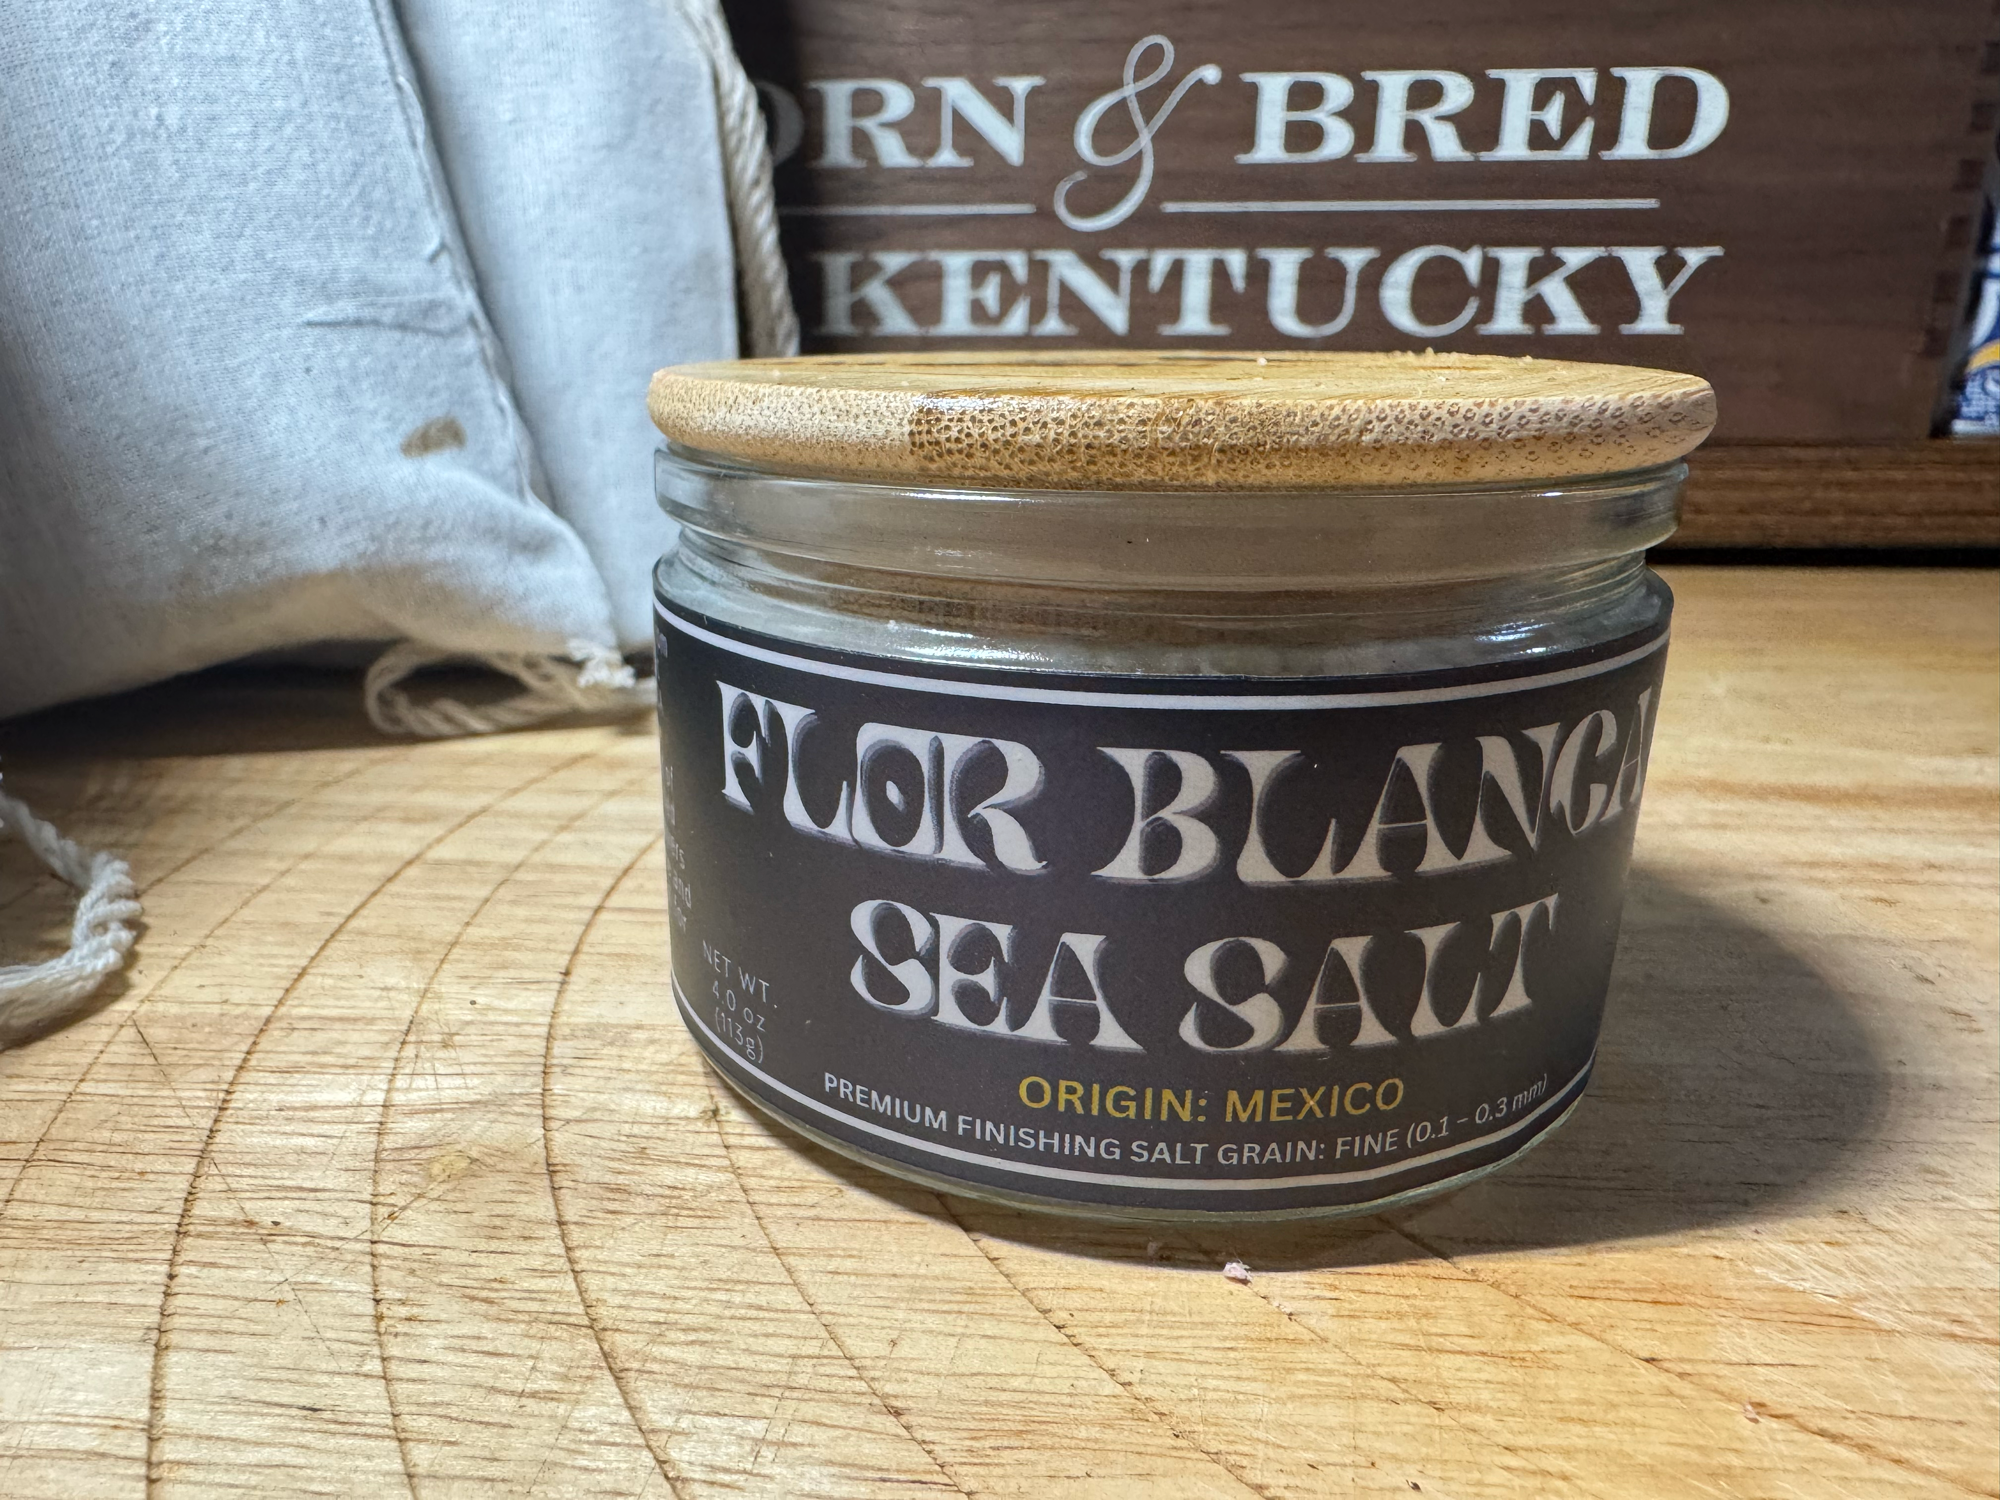 ORN & BRED
KENTUCKY
FLOR BLANCA
SEA SALT
and
NET WT.
4.0 oz
(113g)
ORIGIN: MEXICO
PREMIUM FINISHING SALT GRAIN: FINE (0.1 – 0.3 mm)